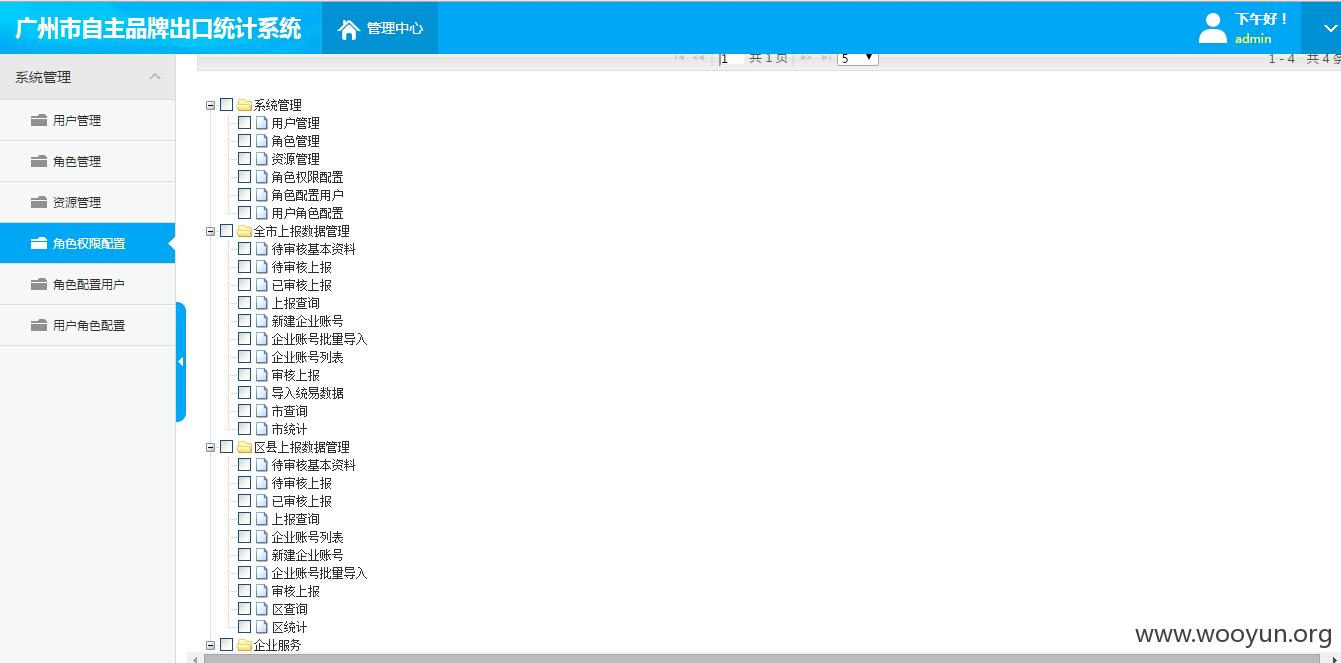 广州市自主品牌出口统计系统
管理中心
下午好！
admin
系统管理
用户管理
角色管理
资源管理
角色权限配置
角色配置用户
用户角色配置
1 共 1 页 5
1 - 4 共 4 条
系统管理
用户管理
角色管理
资源管理
角色权限配置
角色配置用户
用户角色配置
全市上报数据管理
待审核基本资料
待审核上报
已审核上报
上报查询
新建企业账号
企业账号批量导入
企业账号列表
审核上报
导入统易数据
市查询
市统计
区县上报数据管理
待审核基本资料
待审核上报
已审核上报
上报查询
企业账号列表
新建企业账号
企业账号批量导入
审核上报
区查询
区统计
企业服务
www.wooyun.org